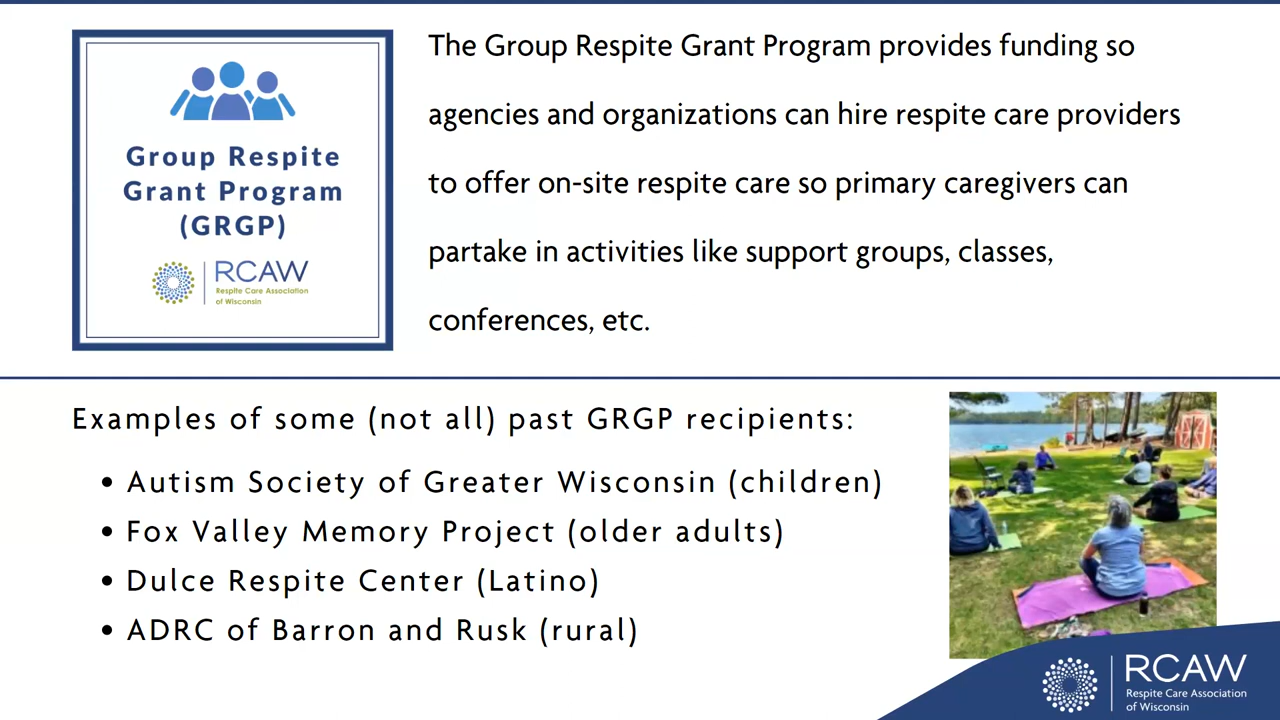 Group Respite
Grant Program
(GRGP)
RCAW
Respite Care Association
of Wisconsin
The Group Respite Grant Program provides funding so
agencies and organizations can hire respite care providers
to offer on-site respite care so primary caregivers can
partake in activities like support groups, classes,
conferences, etc.
Examples of some (not all) past GRGP recipients:
• Autism Society of Greater Wisconsin (children)
• Fox Valley Memory Project (older adults)
• Dulce Respite Center (Latino)
• ADRC of Barron and Rusk (rural)
RCAW
Respite Care Association
of Wisconsin